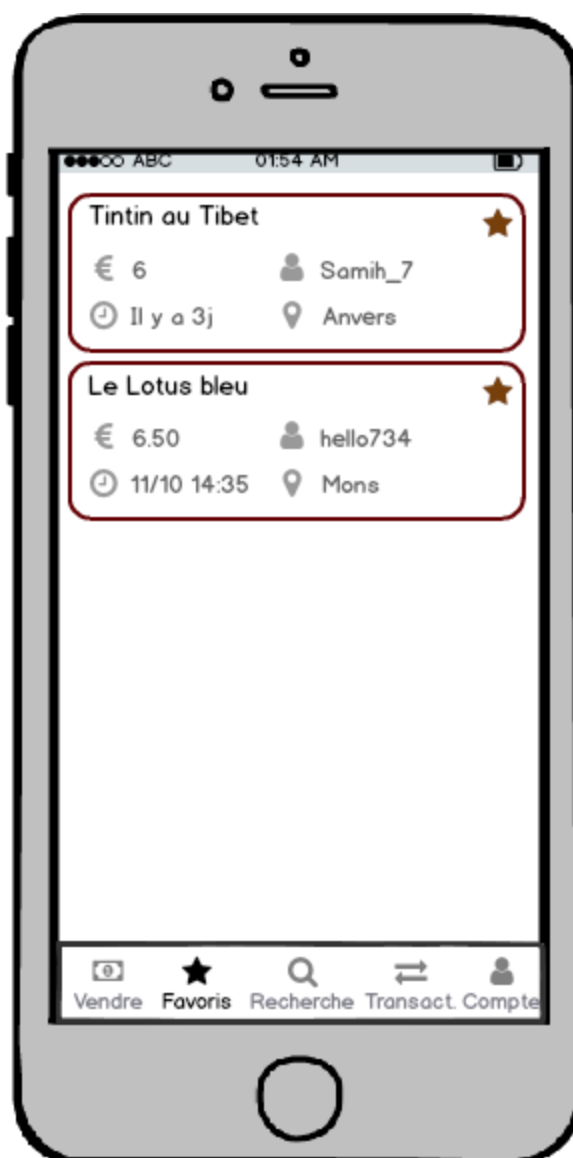 ABC 01:54 AM
Tintin au Tibet
€ 6 Samih_7
Il y a 3j Anvers
Le Lotus bleu
€ 6.50 hello734
11/10 14:35 Mons
Vendre Favoris Recherche Transact. Compte